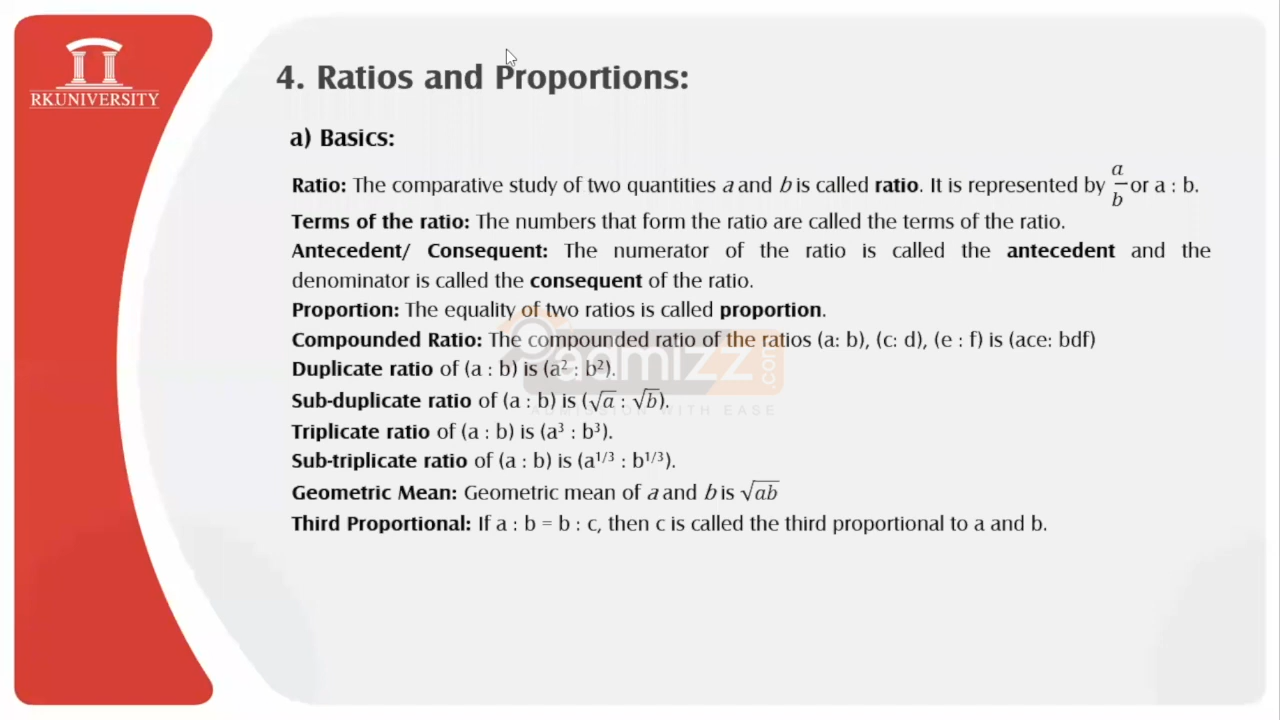 RKUNIVERSITY
4. Ratios and Proportions:
a) Basics:
Ratio: The comparative study of two quantities a and b is called ratio. It is represented by a/b or a : b.
Terms of the ratio: The numbers that form the ratio are called the terms of the ratio.
Antecedent/ Consequent: The numerator of the ratio is called the antecedent and the
denominator is called the consequent of the ratio.
Proportion: The equality of two ratios is called proportion.
Compounded Ratio: The compounded ratio of the ratios (a: b), (c: d), (e : f) is (ace: bdf)
Duplicate ratio of (a : b) is (a² : b²).
Sub-duplicate ratio of (a : b) is (√a : √b).
Triplicate ratio of (a : b) is (a³ : b³).
Sub-triplicate ratio of (a : b) is (a^1/3 : b^1/3).
Geometric Mean: Geometric mean of a and b is √ab
Third Proportional: If a : b = b : c, then c is called the third proportional to a and b.
aadmizz.com
ADMISSION WITH EASE